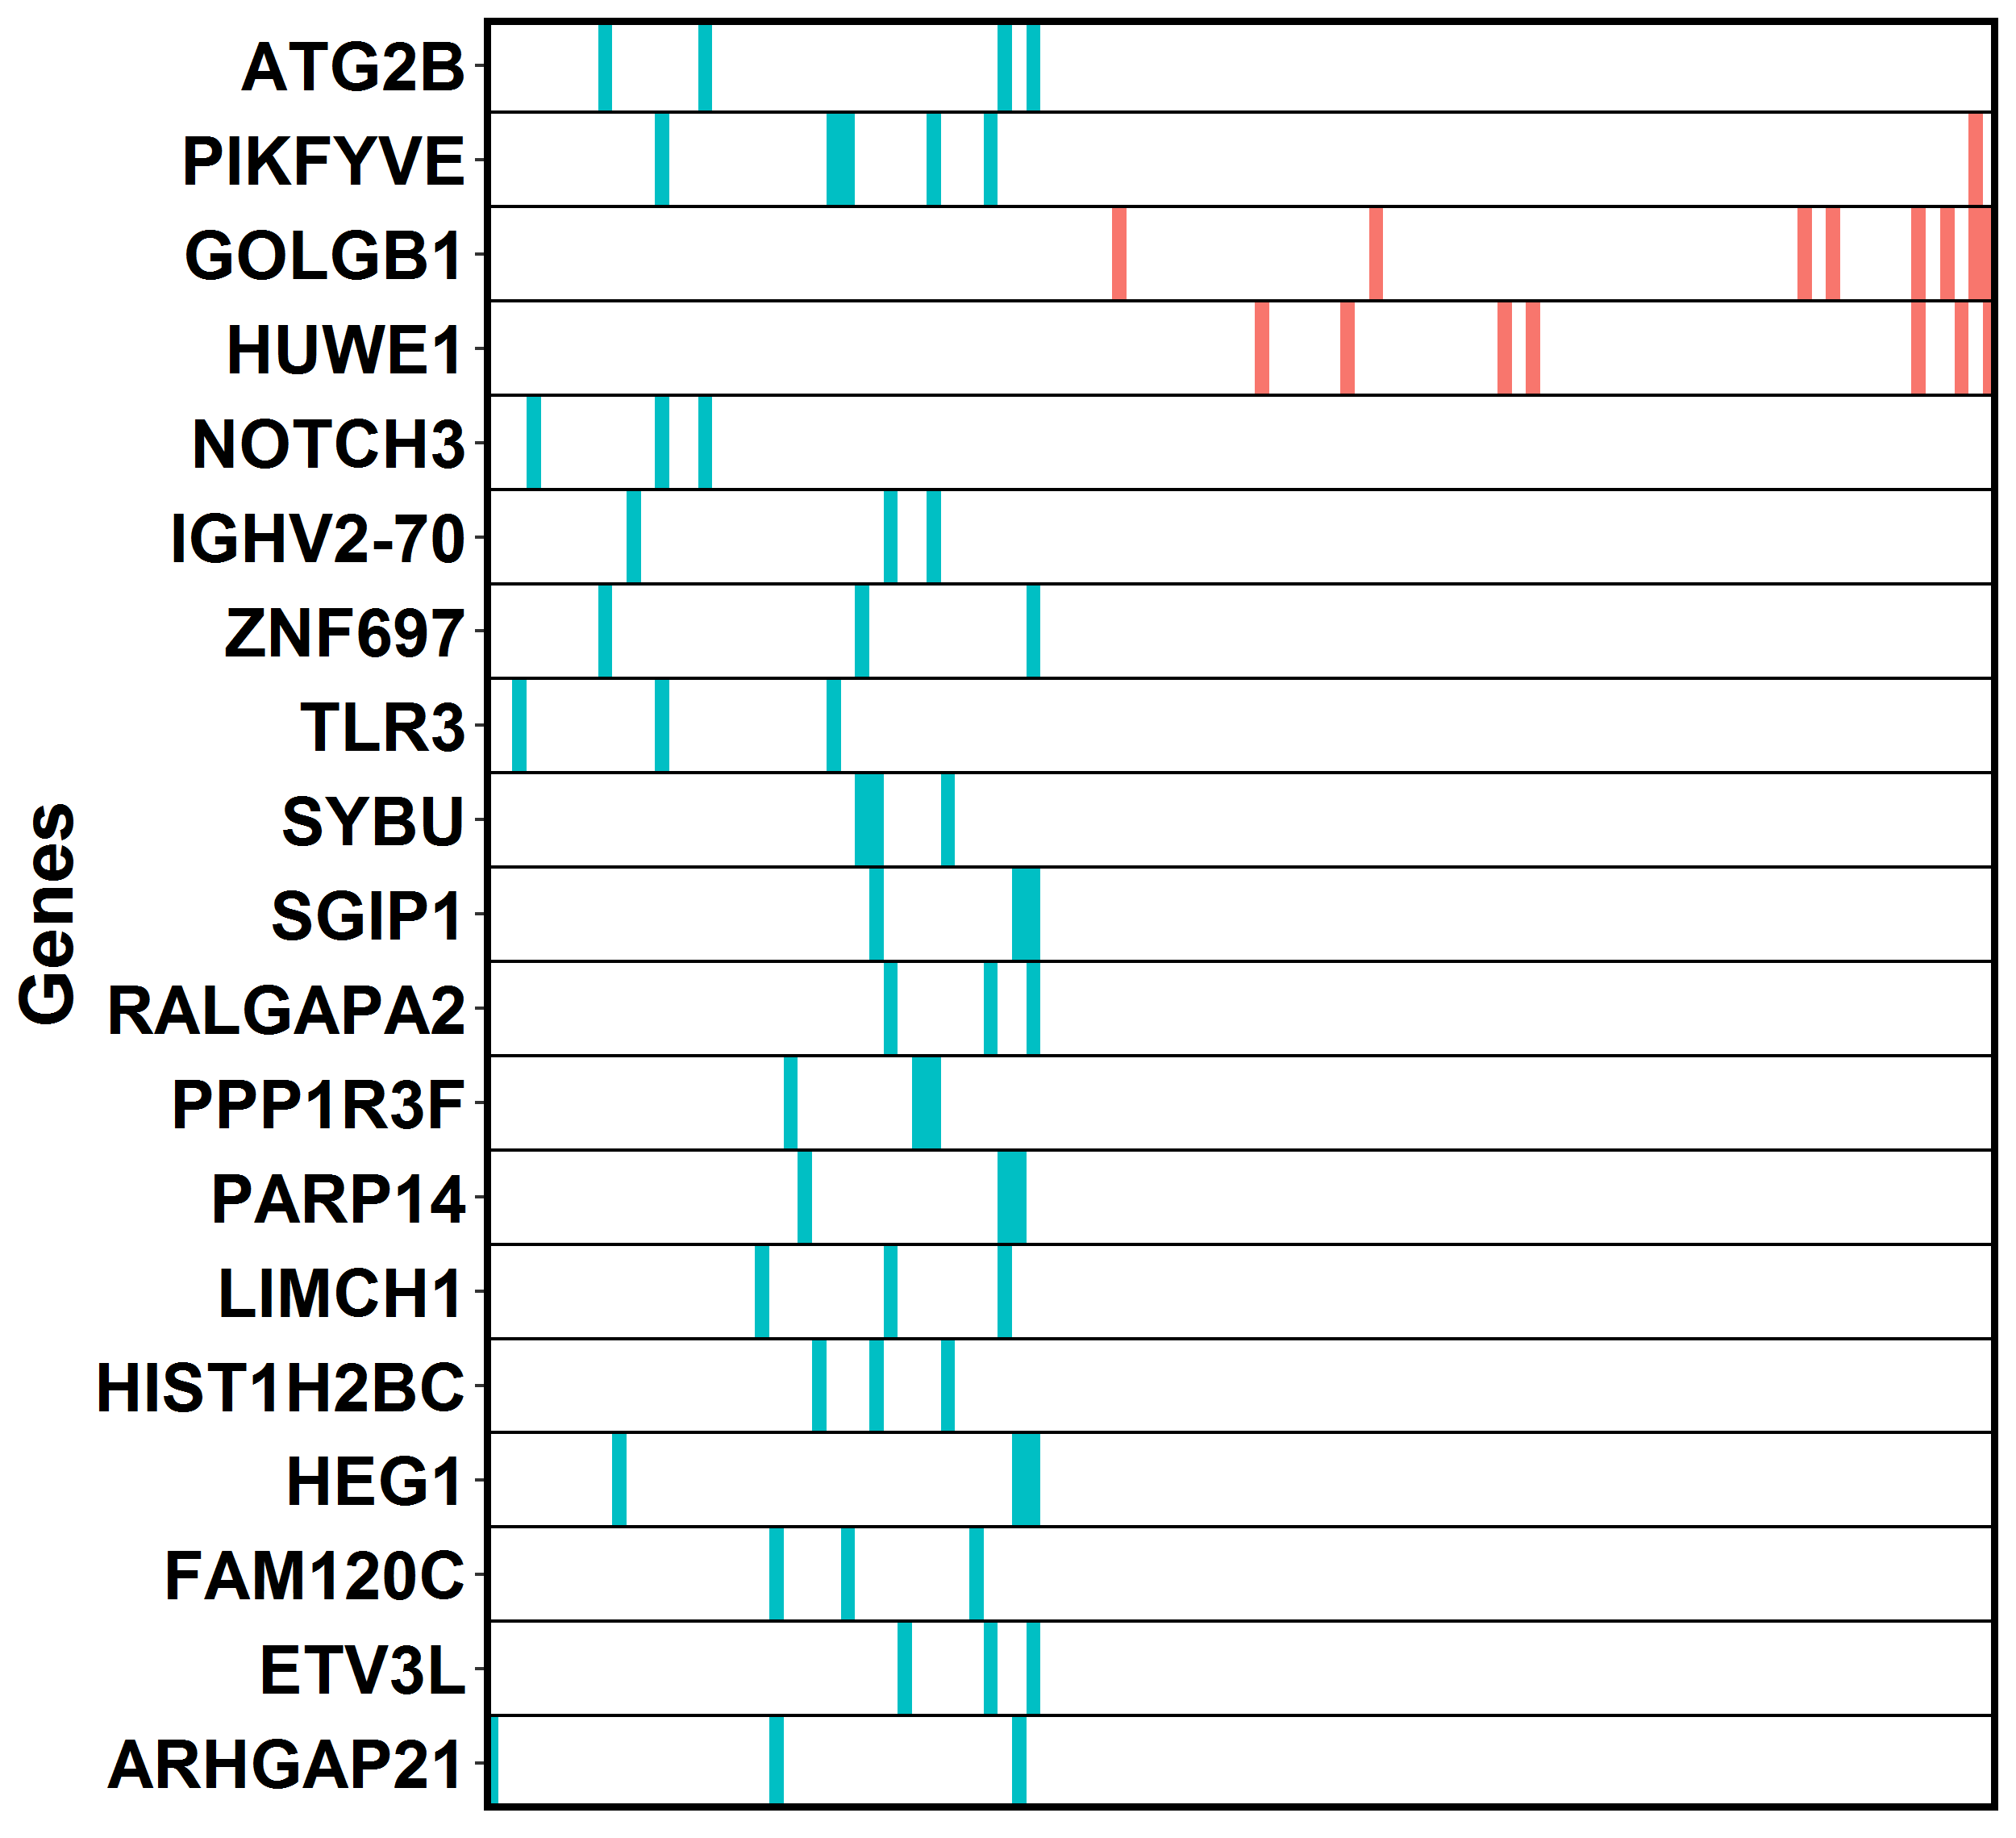 ATG2B
PIKFYVE
GOLGB1
HUWE1
NOTCH3
IGHV2-70
ZNF697
TLR3
SYBU
SGIP1
RALGAPA2
PPP1R3F
PARP14
LIMCH1
HIST1H2BC
HEG1
FAM120C
ETV3L
ARHGAP21
Genes